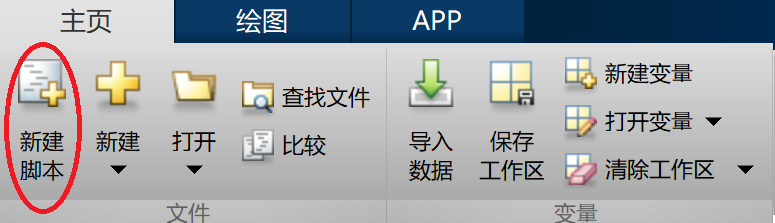 主页 绘图 APP
新建
脚本
新建
打开
查找文件
比较
导入
数据
保存
工作区
新建变量
打开变量
清除工作区
文件
变量